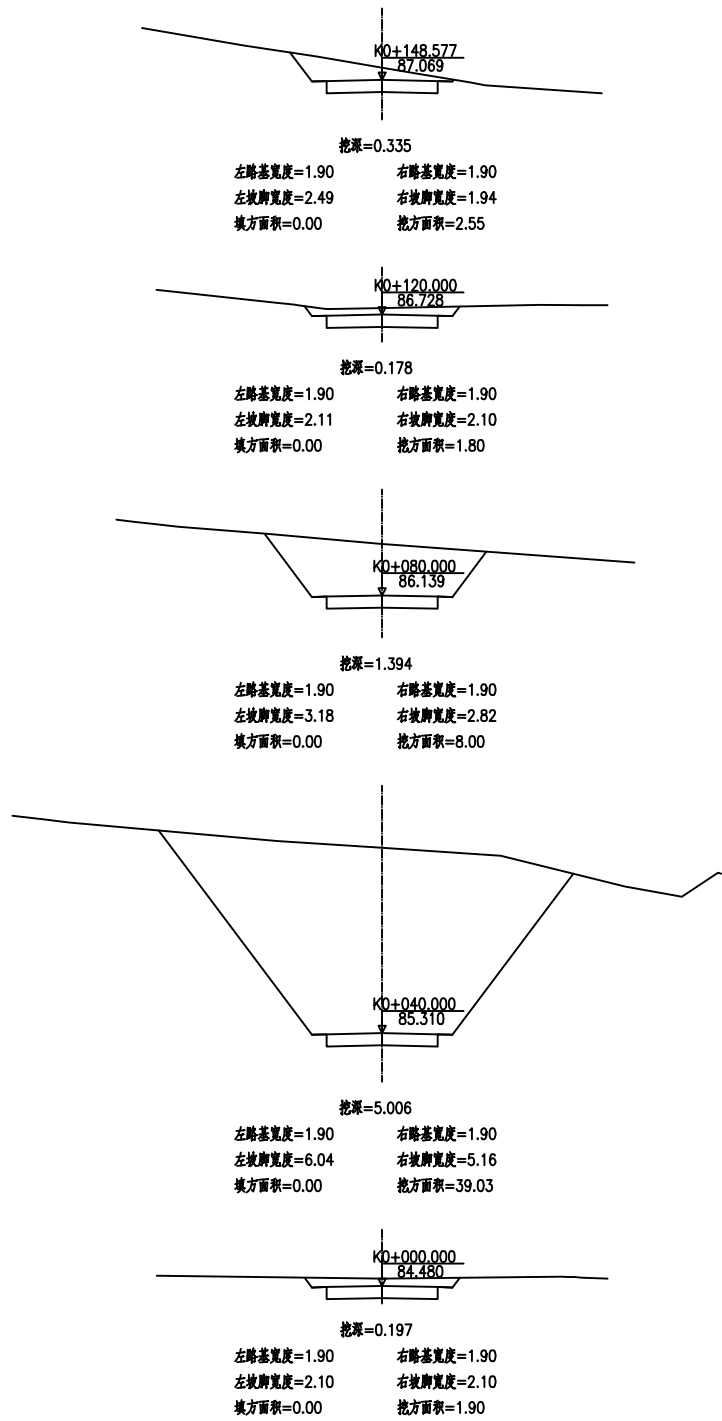 K0+148.577
87.069
挖深=0.335
左路基宽度=1.90 右路基宽度=1.90
左坡脚宽度=2.49 右坡脚宽度=1.94
填方面积=0.00 挖方面积=2.55
K0+120.000
86.728
挖深=0.178
左路基宽度=1.90 右路基宽度=1.90
左坡脚宽度=2.11 右坡脚宽度=2.10
填方面积=0.00 挖方面积=1.80
K0+080.000
86.139
挖深=1.394
左路基宽度=1.90 右路基宽度=1.90
左坡脚宽度=3.18 右坡脚宽度=2.82
填方面积=0.00 挖方面积=8.00
K0+040.000
85.310
挖深=5.006
左路基宽度=1.90 右路基宽度=1.90
左坡脚宽度=6.04 右坡脚宽度=5.16
填方面积=0.00 挖方面积=39.03
K0+000.000
84.480
挖深=0.197
左路基宽度=1.90 右路基宽度=1.90
左坡脚宽度=2.10 右坡脚宽度=2.10
填方面积=0.00 挖方面积=1.90